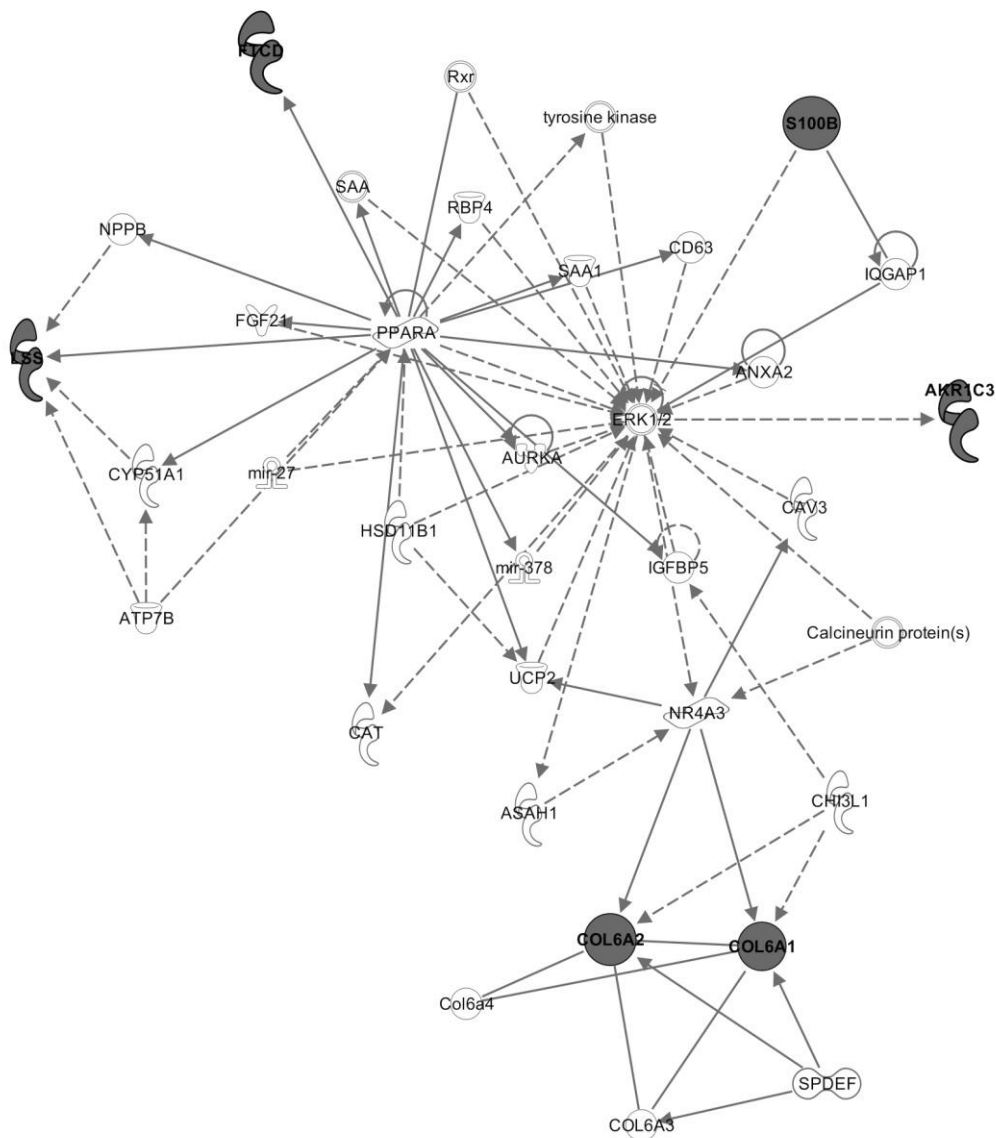 FTCD
Rxr
tyrosine kinase
S100B
SAA
RBP4
NPPB
CD63
SAA1
IQGAP1
FGF21
PPARA
LSS
ANXA2
AKR1C3
ERK1/2
AURKA
CYP51A1
mir-27
CAV3
HSD11B1
mir-378
IGFBP5
ATP7B
Calcineurin protein(s)
UCP2
NR4A3
CAT
ASAH1
CHI3L1
COL6A2
COL6A1
Col6a4
SPDEF
COL6A3